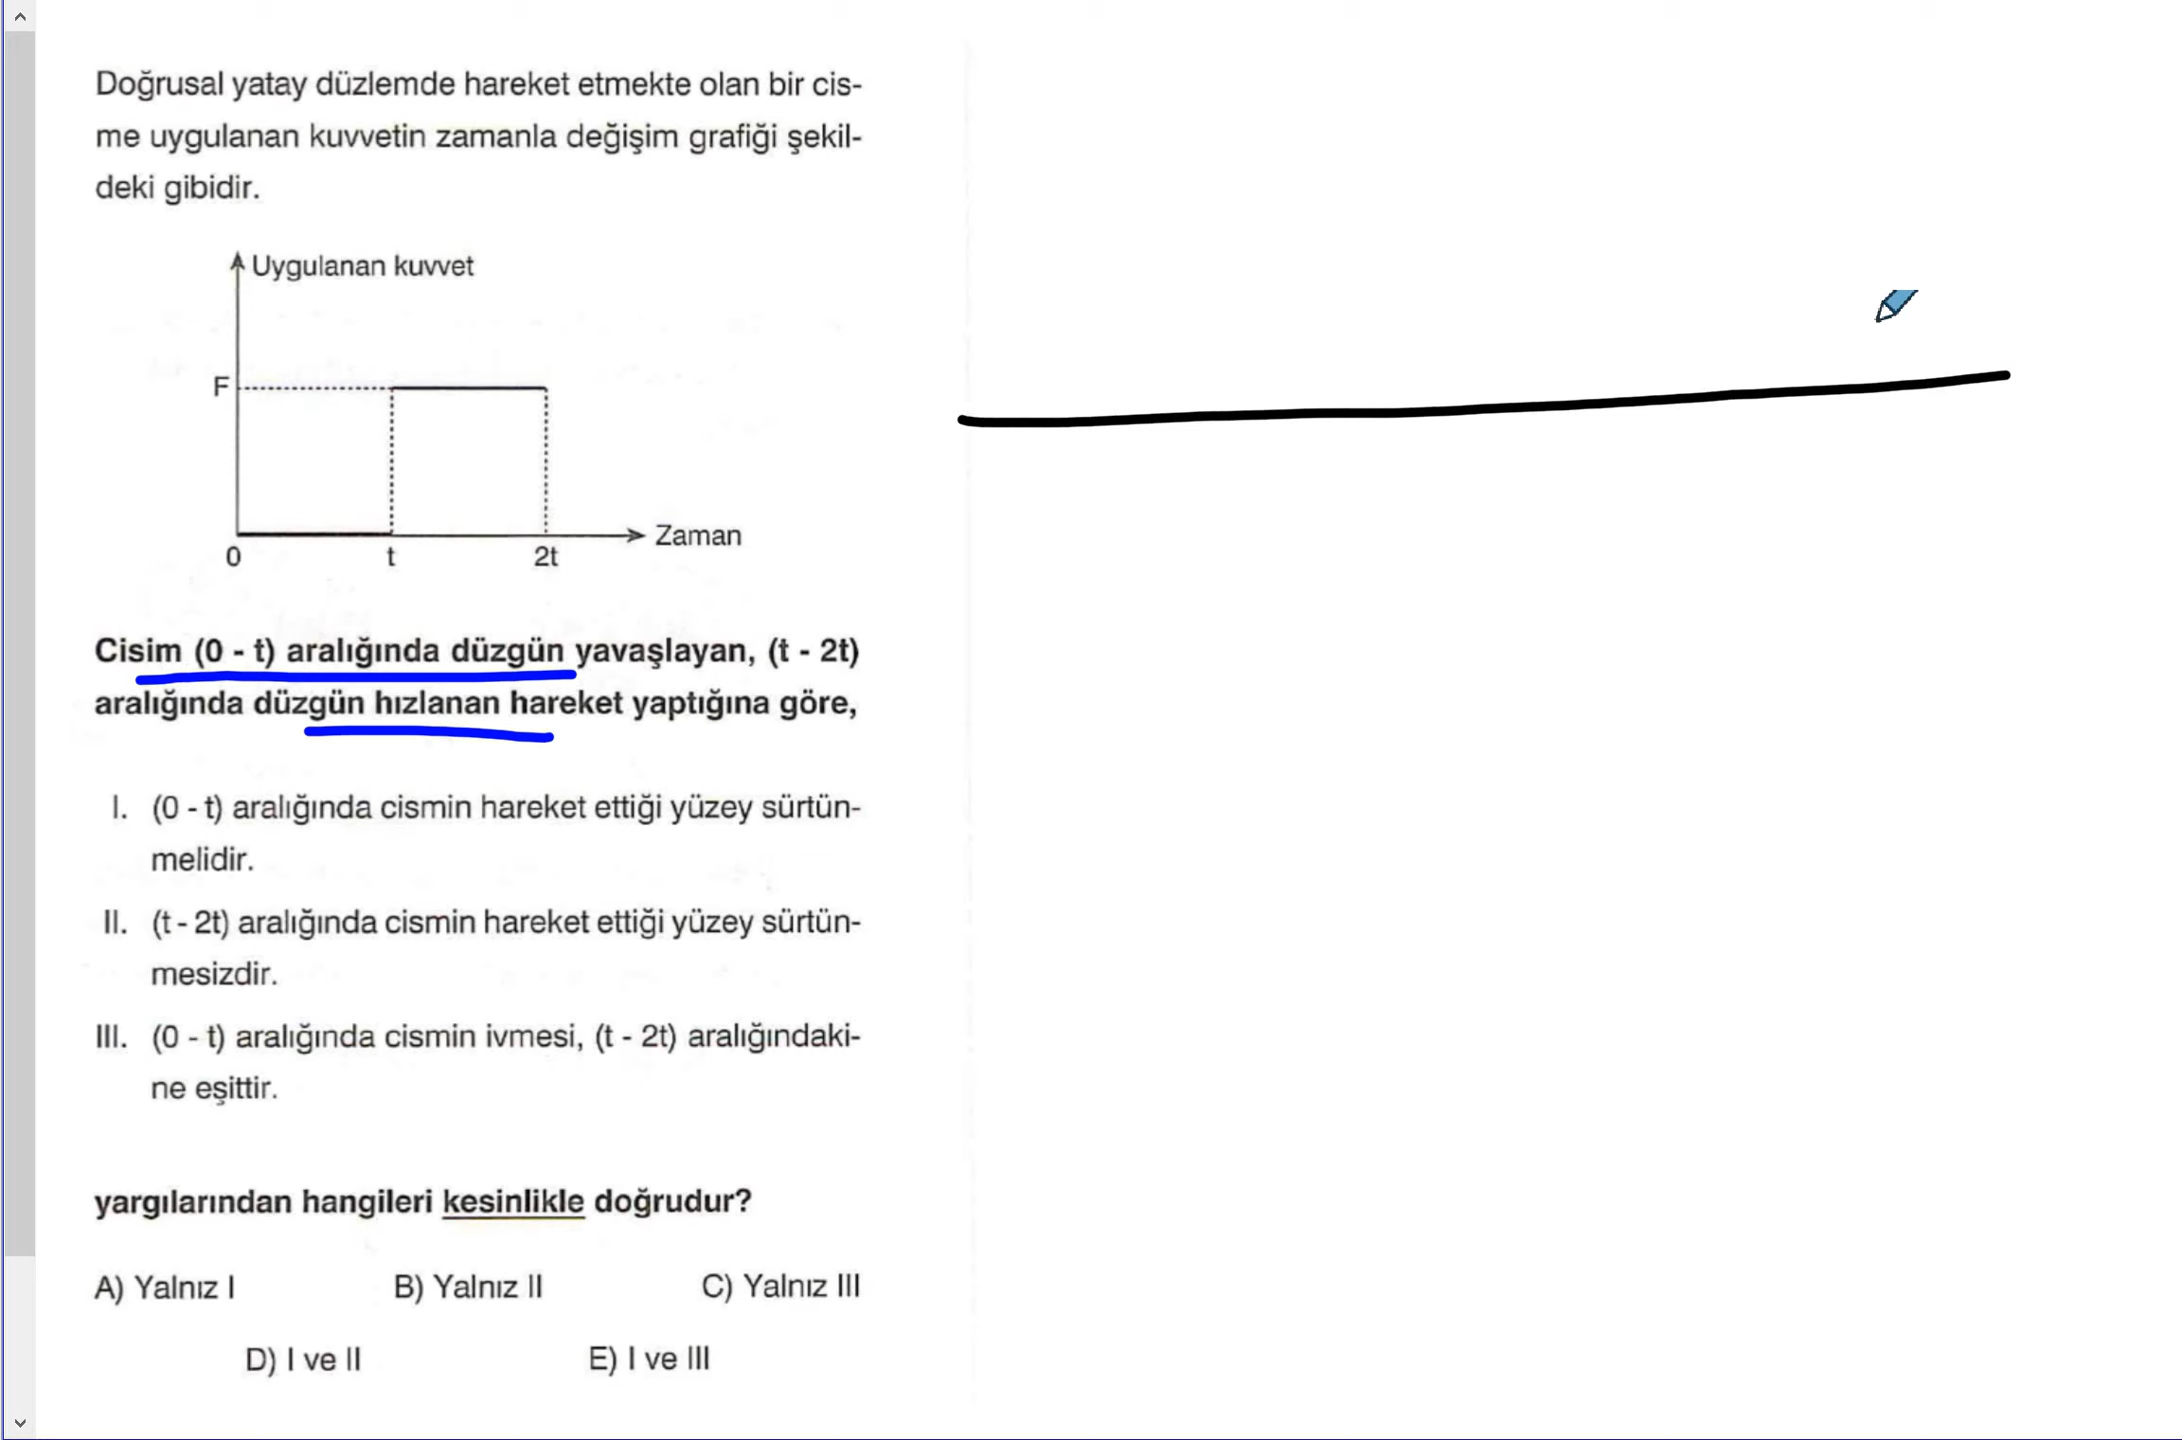 Doğrusal yatay düzlemde hareket etmekte olan bir cis-
me uygulanan kuvvetin zamanla değişim grafiği şekil-
deki gibidir.
Uygulanan kuvvet
F
Zaman
0 t 2t
Cisim (0 - t) aralığında düzgün yavaşlayan, (t - 2t)
aralığında düzgün hızlanan hareket yaptığına göre,
I. (0 - t) aralığında cismin hareket ettiği yüzey sürtün-
melidir.
II. (t - 2t) aralığında cismin hareket ettiği yüzey sürtün-
mesizdir.
III. (0 - t) aralığında cismin ivmesi, (t - 2t) aralığındaki-
ne eşittir.
yargılarından hangileri kesinlikle doğrudur?
A) Yalnız I B) Yalnız II C) Yalnız III
D) I ve II E) I ve III